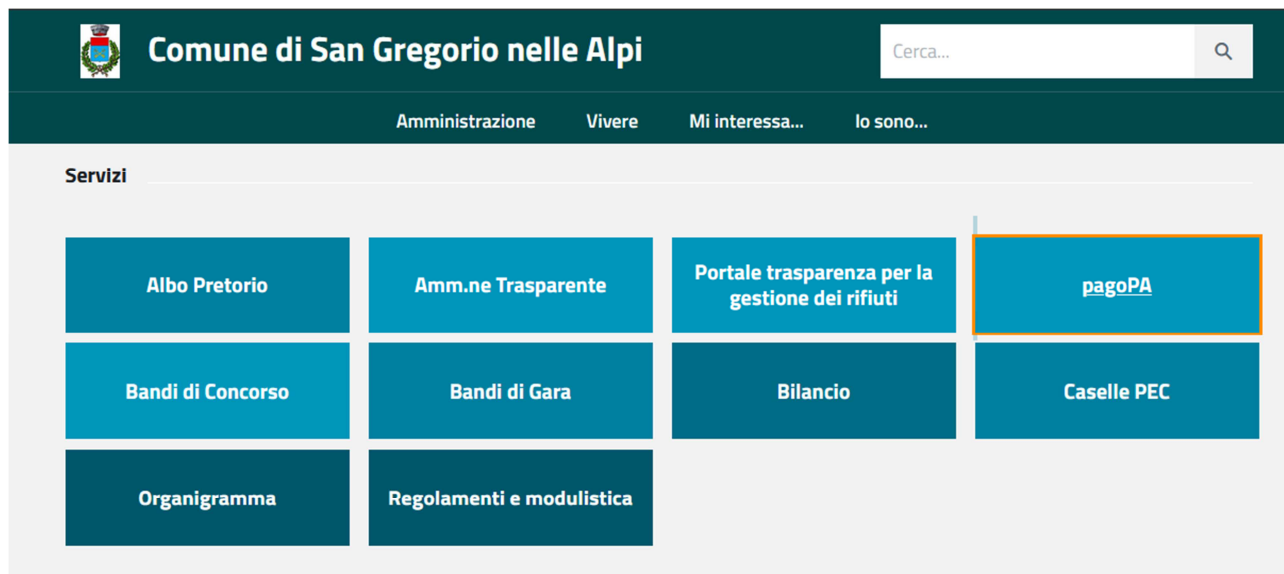 Comune di San Gregorio nelle Alpi
Cerca...
Amministrazione Vivere Mi interessa... Io sono...
Servizi
Albo Pretorio
Amm.ne Trasparente
Portale trasparenza per la
gestione dei rifiuti
pagoPA
Bandi di Concorso
Bandi di Gara
Bilancio
Caselle PEC
Organigramma
Regolamenti e modulistica